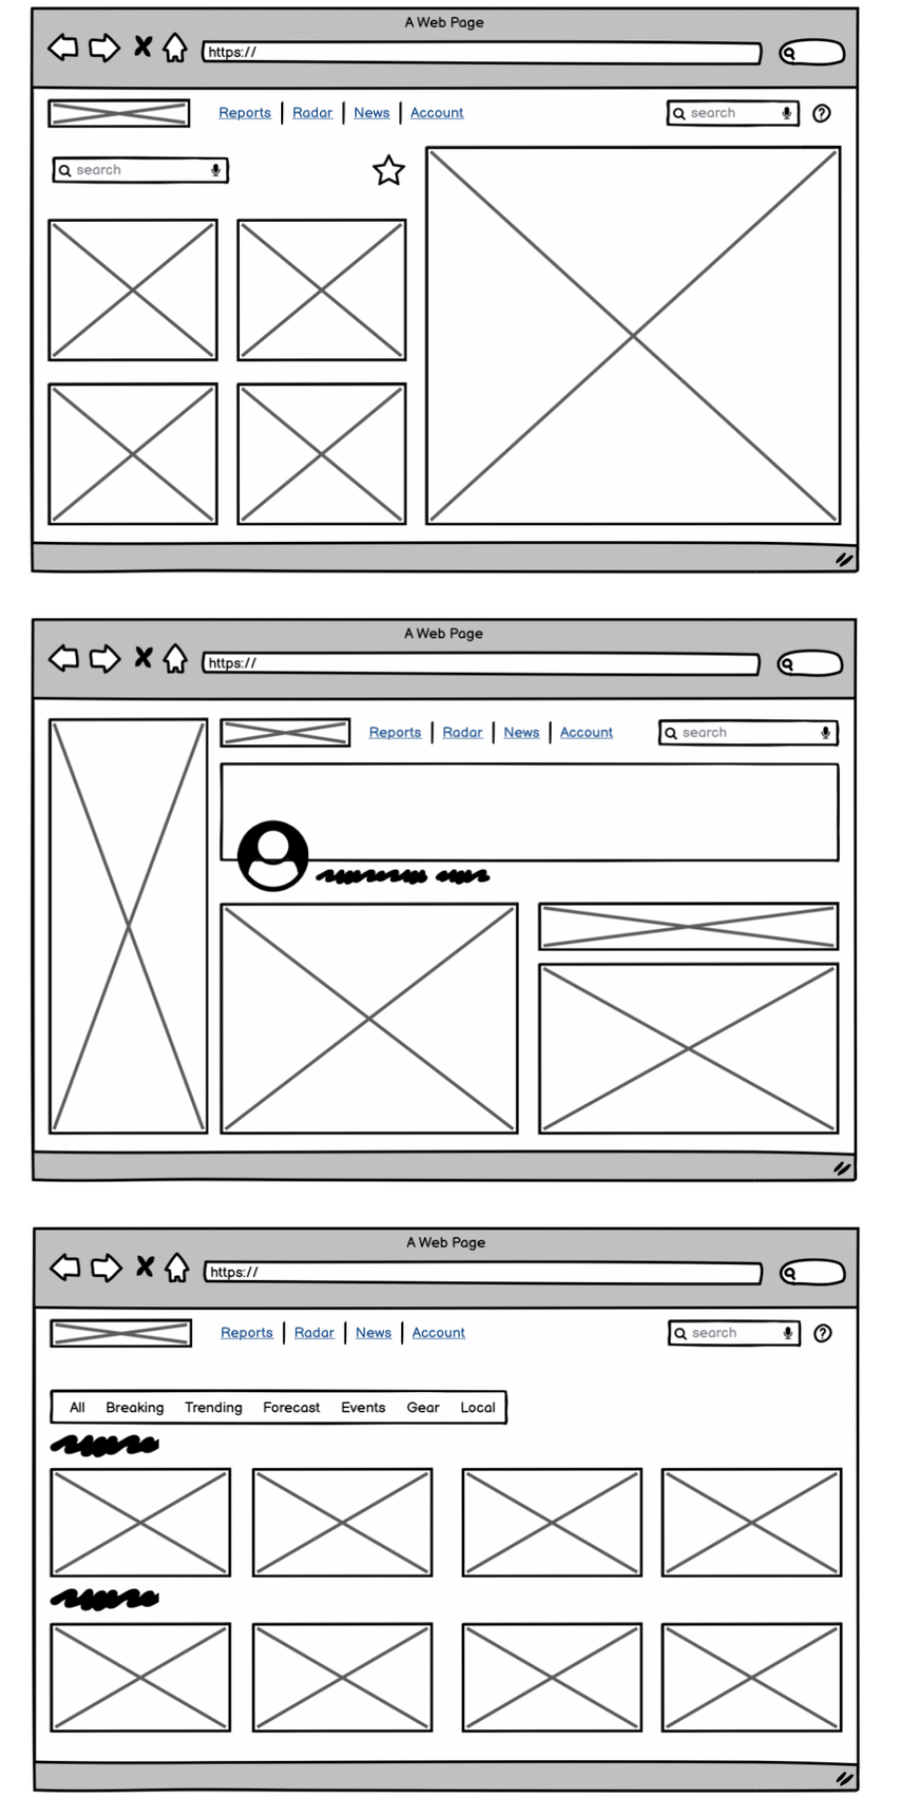 A Web Page
https://
Reports Radar News Account search
search
A Web Page
https://
Reports Radar News Account search
A Web Page
https://
Reports Radar News Account search
All Breaking Trending Forecast Events Gear Local